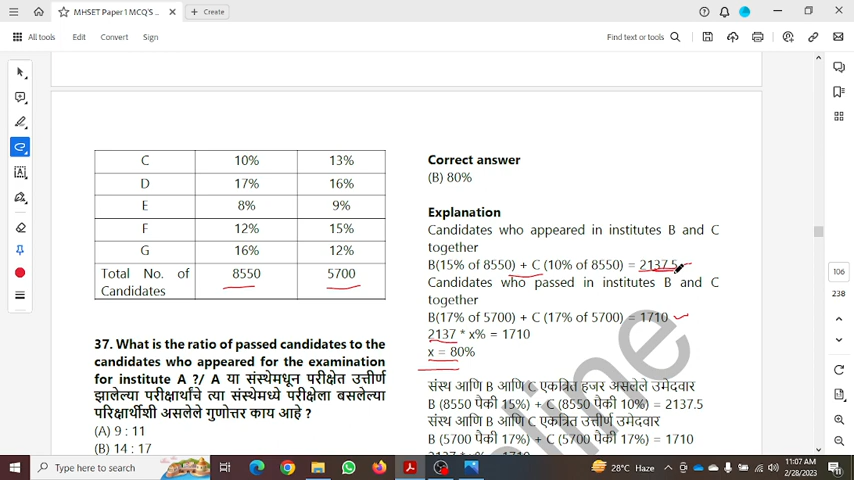 MHSET Paper 1 MCQ'S ...
Create
All tools
Edit
Convert
Sign
Find text or tools
C 10% 13%
D 17% 16%
E 8% 9%
F 12% 15%
G 16% 12%
Total No. of Candidates 8550 5700
37. What is the ratio of passed candidates to the
candidates who appeared for the examination
for institute A ?/ A या संस्थेमधून परीक्षेत उत्तीर्ण
झालेल्या परीक्षार्थींचे त्या संस्थेमध्ये परीक्षेला बसलेल्या
परिक्षार्थीशी असलेले गुणोत्तर काय आहे ?
(A) 9 : 11
(B) 14 : 17
Correct answer
(B) 80%
Explanation
Candidates who appeared in institutes B and C
together
B(15% of 8550) + C (10% of 8550) = 2137.5
Candidates who passed in institutes B and C
together
B(17% of 5700) + C (17% of 5700) = 1710
2137 * x% = 1710
x = 80%
संस्थ आणि B आणि C एकत्रित हजर असलेले उमेदवार
B (8550 पैकी 15%) + C (8550 पैकी 10%) = 2137.5
संस्थ आणि B आणि C एकत्रित उत्तीर्ण उमेदवार
B (5700 पैकी 17%) + C (5700 पैकी 17%) = 1710
2137 * x% = 1710
nline
106
238
Type here to search
28°C Haze
11:07 AM
2/28/2023